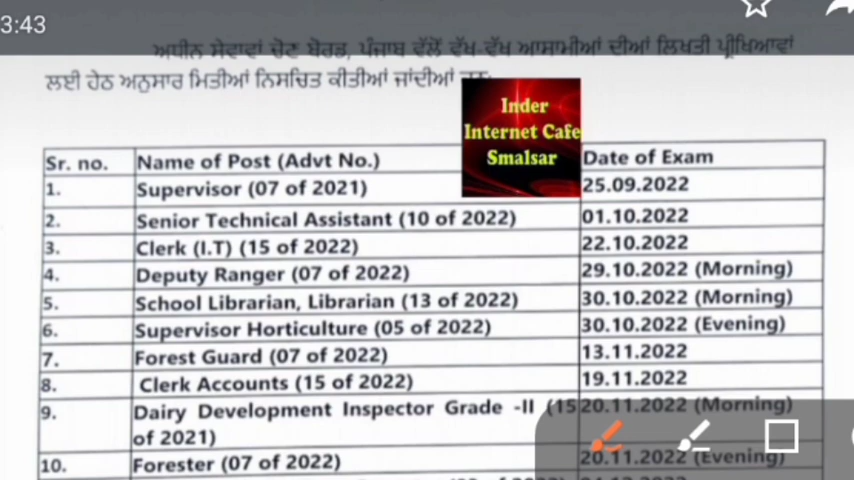 3:43
ਅਧੀਨ ਸੇਵਾਵਾਂ ਚੋਣ ਬੋਰਡ, ਪੰਜਾਬ ਵੱਲੋਂ ਵੱਖ-ਵੱਖ ਆਸਾਮੀਆਂ ਦੀਆਂ ਲਿਖਤੀ ਪ੍ਰੀਖਿਆਵਾਂ
ਲਈ ਹੇਠ ਅਨੁਸਾਰ ਮਿਤੀਆਂ ਨਿਸਚਿਤ ਕੀਤੀਆਂ ਜਾਂਦੀਆਂ
Inder
Internet Cafe
Smalsar
Sr. no. Name of Post (Advt No.) Date of Exam
1. Supervisor (07 of 2021) 25.09.2022
2. Senior Technical Assistant (10 of 2022) 01.10.2022
3. Clerk (I.T) (15 of 2022) 22.10.2022
4. Deputy Ranger (07 of 2022) 29.10.2022 (Morning)
5. School Librarian, Librarian (13 of 2022) 30.10.2022 (Morning)
6. Supervisor Horticulture (05 of 2022) 30.10.2022 (Evening)
7. Forest Guard (07 of 2022) 13.11.2022
8. Clerk Accounts (15 of 2022) 19.11.2022
9. Dairy Development Inspector Grade -II (15 20.11.2022 (Morning)
of 2021)
10. Forester (07 of 2022) 20.11.2022 (Evening)